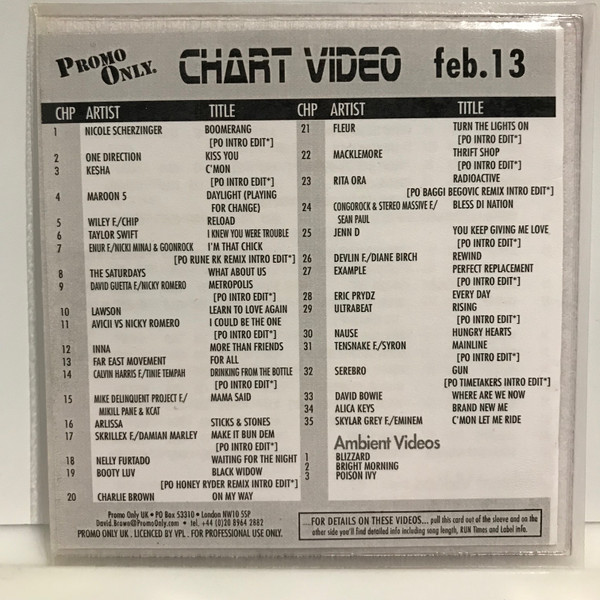 PROMO ONLY. CHART VIDEO feb.13
CHP ARTIST TITLE
1 NICOLE SCHERZINGER BOOMERANG
[PO INTRO EDIT*]
2 ONE DIRECTION KISS YOU
3 KESHA C'MON
[PO INTRO EDIT*]
4 MAROON 5 DAYLIGHT (PLAYING
FOR CHANGE)
5 WILEY F./CHIP RELOAD
6 TAYLOR SWIFT I KNEW YOU WERE TROUBLE
7 ENUR F./NICKI MINAJ & GOONROCK I'M THAT CHICK
[PO RUNE RK REMIX INTRO EDIT*]
8 THE SATURDAYS WHAT ABOUT US
9 DAVID GUETTA F./NICKY ROMERO METROPOLIS
[PO INTRO EDIT*]
10 LAWSON LEARN TO LOVE AGAIN
11 AVICII VS NICKY ROMERO I COULD BE THE ONE
[PO INTRO EDIT*]
12 INNA MORE THAN FRIENDS
13 FAR EAST MOVEMENT FOR ALL
14 CALVIN HARRIS F./TINIE TEMPAH DRINKING FROM THE BOTTLE
[PO INTRO EDIT*]
15 MIKE DELINQUENT PROJECT F./ MAMA SAID
MIKILL PANE & KCAT
16 ARLISSA STICKS & STONES
17 SKRILLEX F./DAMIAN MARLEY MAKE IT BUN DEM
[PO INTRO EDIT*]
18 NELLY FURTADO WAITING FOR THE NIGHT
19 BOOTY LUV BLACK WIDOW
[PO HONEY RYDER REMIX INTRO EDIT*]
20 CHARLIE BROWN ON MY WAY
CHP ARTIST TITLE
21 FLEUR TURN THE LIGHTS ON
[PO INTRO EDIT*]
22 MACKLEMORE THRIFT SHOP
[PO INTRO EDIT*]
23 RITA ORA RADIOACTIVE
[PO BAGGI BEGOVIC REMIX INTRO EDIT*]
24 CONGOROCK & STEREO MASSIVE F./ BLESS DI NATION
SEAN PAUL
25 JENN D YOU KEEP GIVING ME LOVE
[PO INTRO EDIT*]
26 DEVLIN F./DIANE BIRCH REWIND
27 EXAMPLE PERFECT REPLACEMENT
[PO INTRO EDIT*]
28 ERIC PRYDZ EVERY DAY
29 ULTRABEAT RISING
[PO INTRO EDIT*]
30 NAUSE HUNGRY HEARTS
31 TENSNAKE F./SYRON MAINLINE
[PO INTRO EDIT*]
32 SEREBRO GUN
[PO TIMETAKERS INTRO EDIT*]
33 DAVID BOWIE WHERE ARE WE NOW
34 ALICA KEYS BRAND NEW ME
35 SKYLAR GREY F./EMINEM C'MON LET ME RIDE
Ambient Videos
1 BLIZZARD
2 BRIGHT MORNING
3 POISON IVY
Promo Only UK • PO Box 53310 • London NW10 5SP
David.Browo@PromoOnly.com • tel. +44 (0)20 8964 2882
PROMO ONLY UK . LICENCED BY VPL . FOR PROFESSIONAL USE ONLY.
...FOR DETAILS ON THESE VIDEOS... pull this card out of the sleeve and on the
other side you'll find detailed info including song length, RUN Times and Label info.